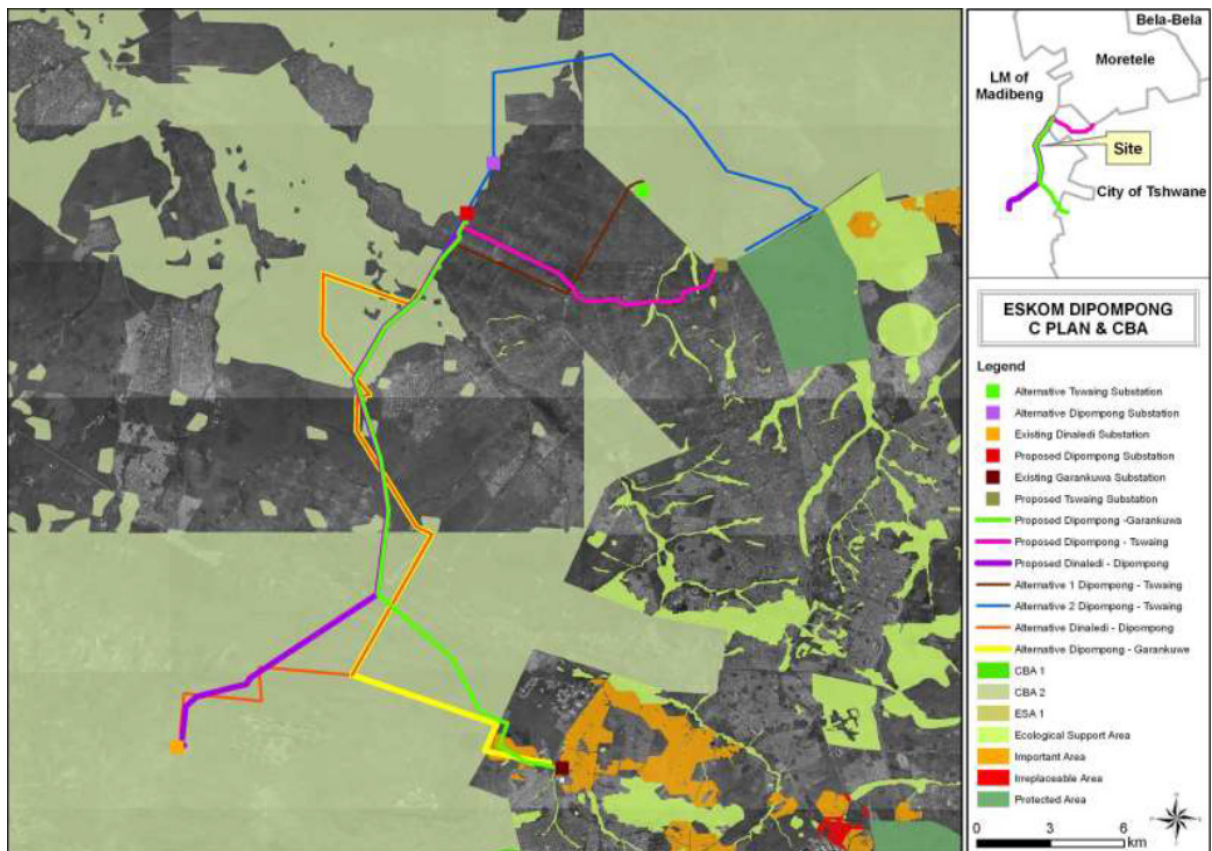 Bela-Bela
Moretele
LM of
Madibeng
Site
City of Tshwane
ESKOM DIPOMPONG
C PLAN & CBA
Legend
Alternative Tswaing Substation
Alternative Dipompong Substation
Existing Dinaledi Substation
Proposed Dipompong Substation
Existing Garankuwa Substation
Proposed Tswaing Substation
Proposed Dipompong -Garankuwa
Proposed Dipompong - Tswaing
Proposed Dinaledi - Dipompong
Alternative 1 Dipompong - Tswaing
Alternative 2 Dipompong - Tswaing
Alternative Dinaledi - Dipompong
Alternative Dipompong - Garankuwe
CBA 1
CBA 2
ESA 1
Ecological Support Area
Important Area
Irreplaceable Area
Protected Area
0 3 6
km